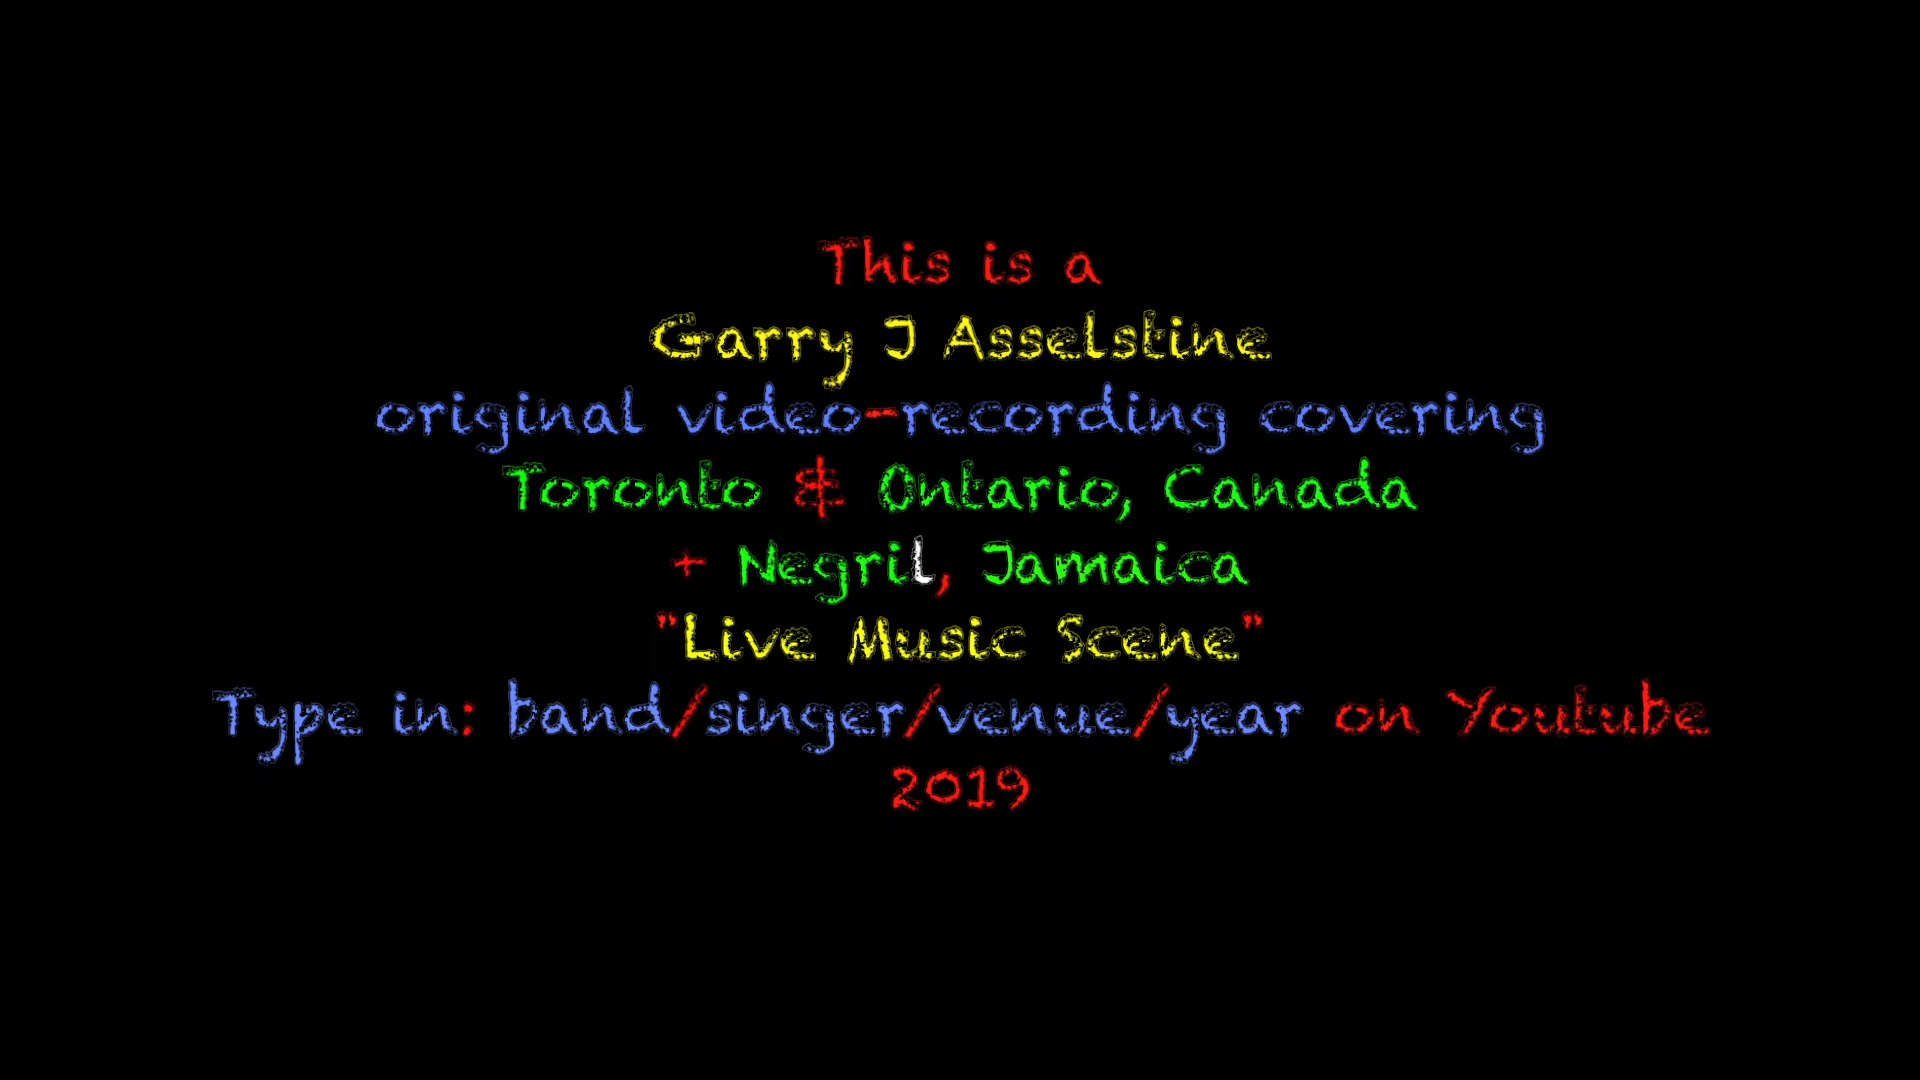 This is a
Garry J Asselstine
original video-recording covering
Toronto & Ontario, Canada
+ Negril, Jamaica
"Live Music Scene"
Type in: band/singer/venue/year on Youtube
2019